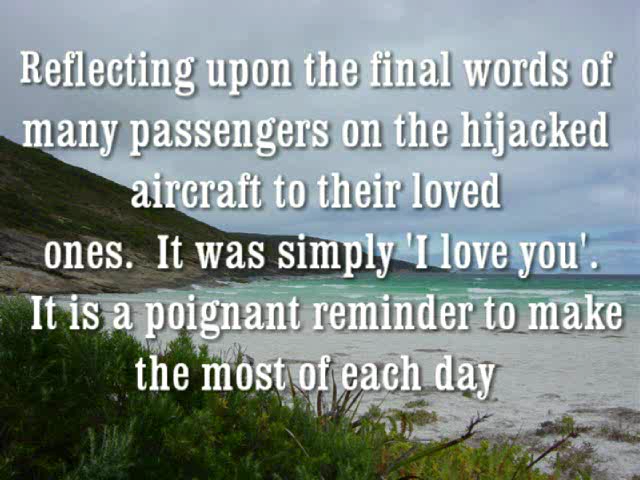 Reflecting upon the final words of
many passengers on the hijacked
aircraft to their loved
ones.  It was simply 'I love you'.
It is a poignant reminder to make
the most of each day